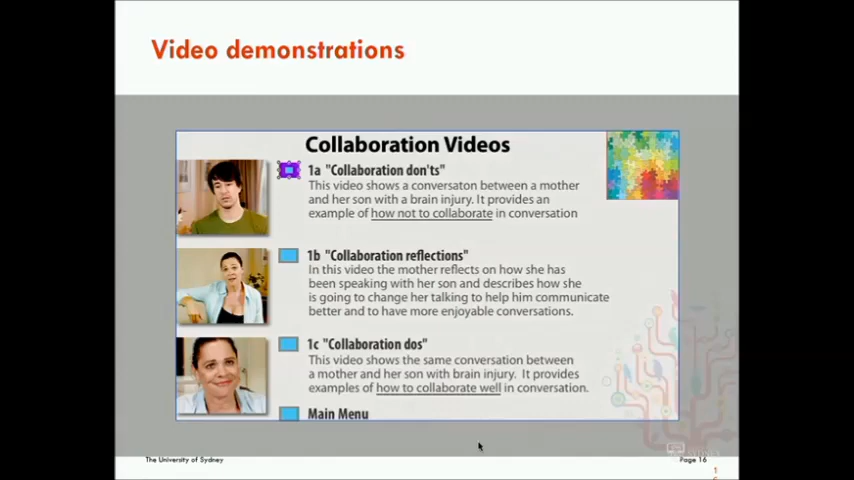 Video demonstrations
Collaboration Videos
1a "Collaboration don'ts"
This video shows a conversaton between a mother
and her son with a brain injury. It provides an
example of how not to collaborate in conversation
1b "Collaboration reflections"
In this video the mother reflects on how she has
been speaking with her son and describes how she
is going to change her talking to help him communicate
better and to have more enjoyable conversations.
1c "Collaboration dos"
This video shows the same conversation between
a mother and her son with brain injury. It provides
examples of how to collaborate well in conversation.
Main Menu
The University of Sydney
Page 16